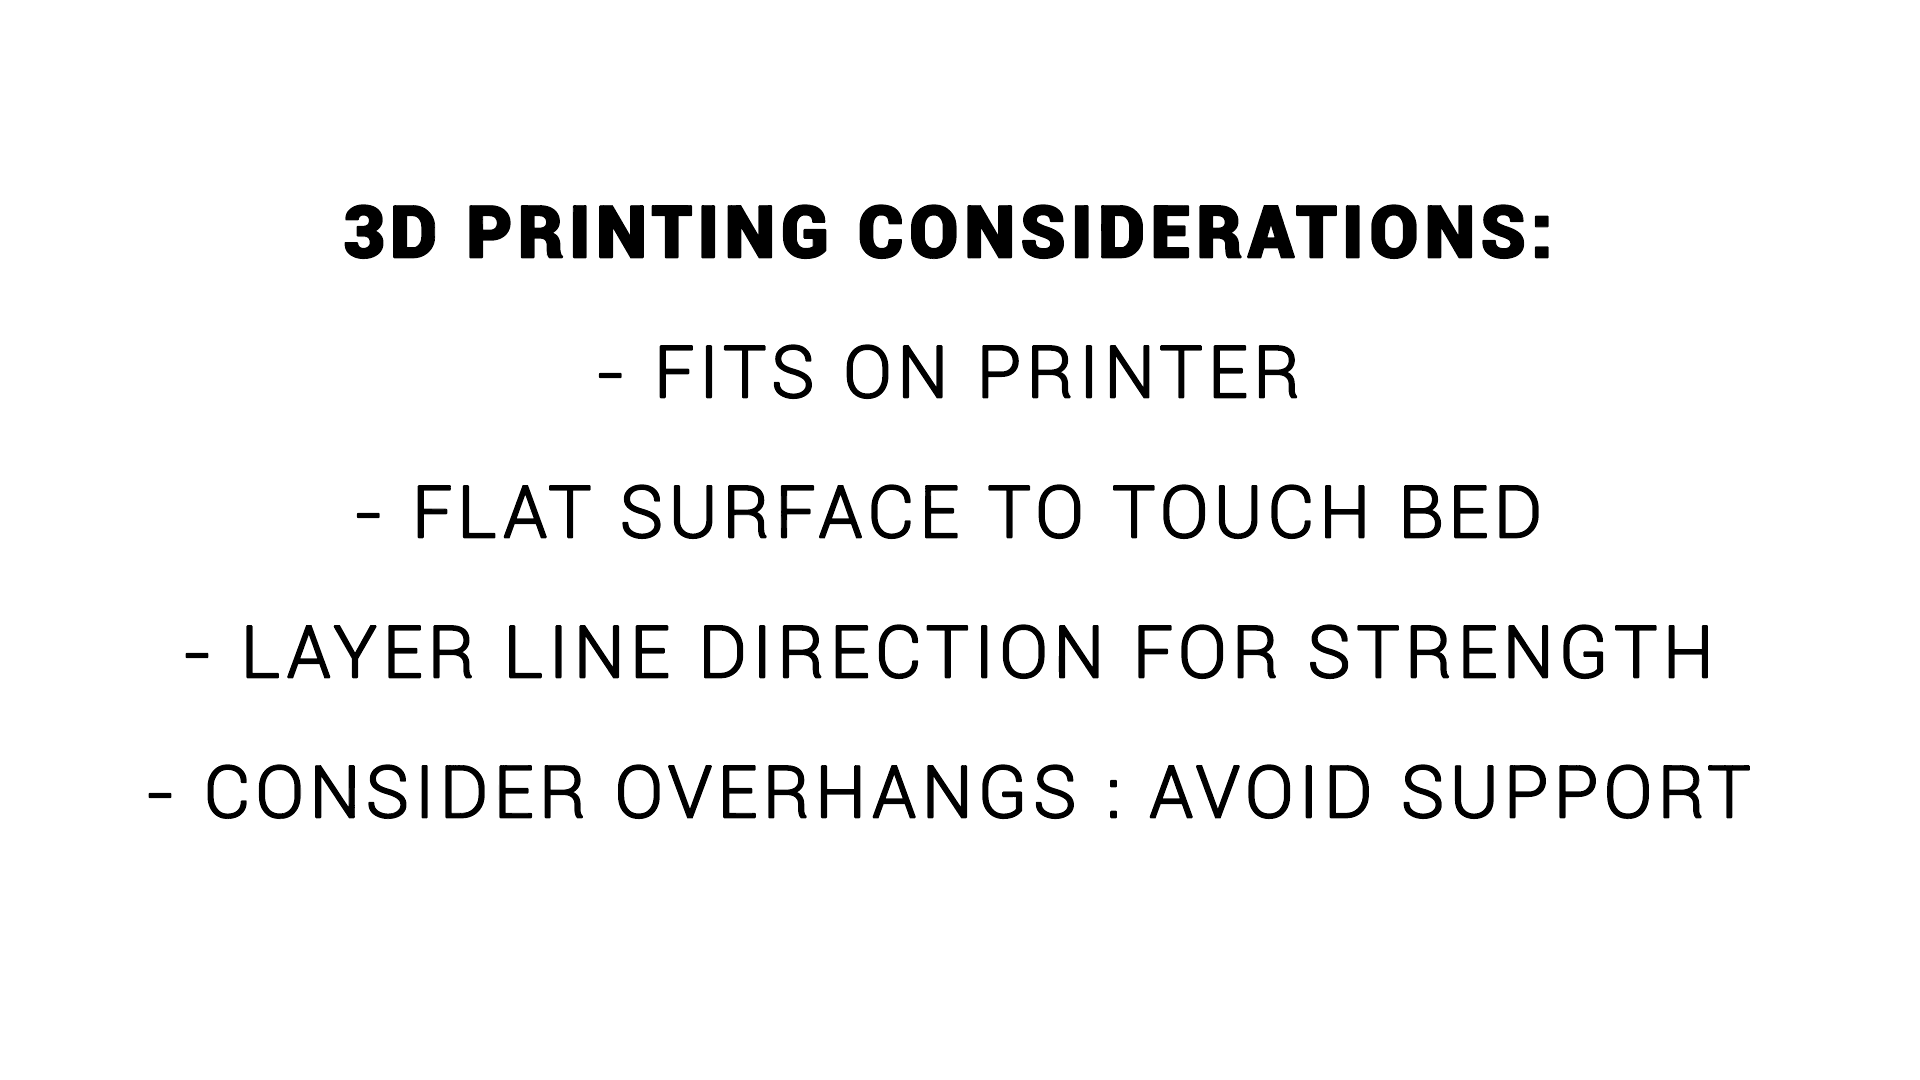 3D PRINTING CONSIDERATIONS:
- FITS ON PRINTER
- FLAT SURFACE TO TOUCH BED
- LAYER LINE DIRECTION FOR STRENGTH
- CONSIDER OVERHANGS : AVOID SUPPORT